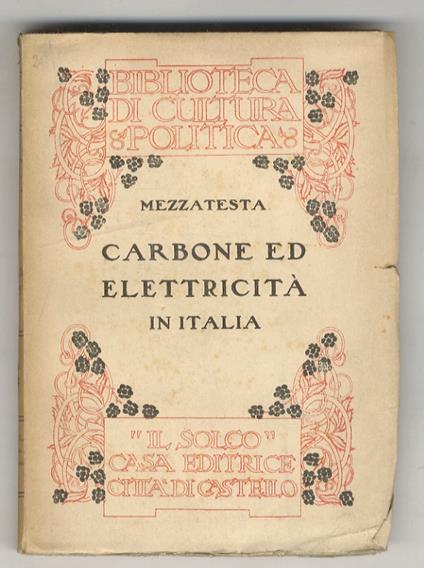 BIBLIOTECA
DI CULTURA
POLITICA
MEZZATESTA
CARBONE ED
ELETTRICITÀ
IN ITALIA
"IL SOLCO"
CASA EDITRICE
CITTÀ DI CASTELLO